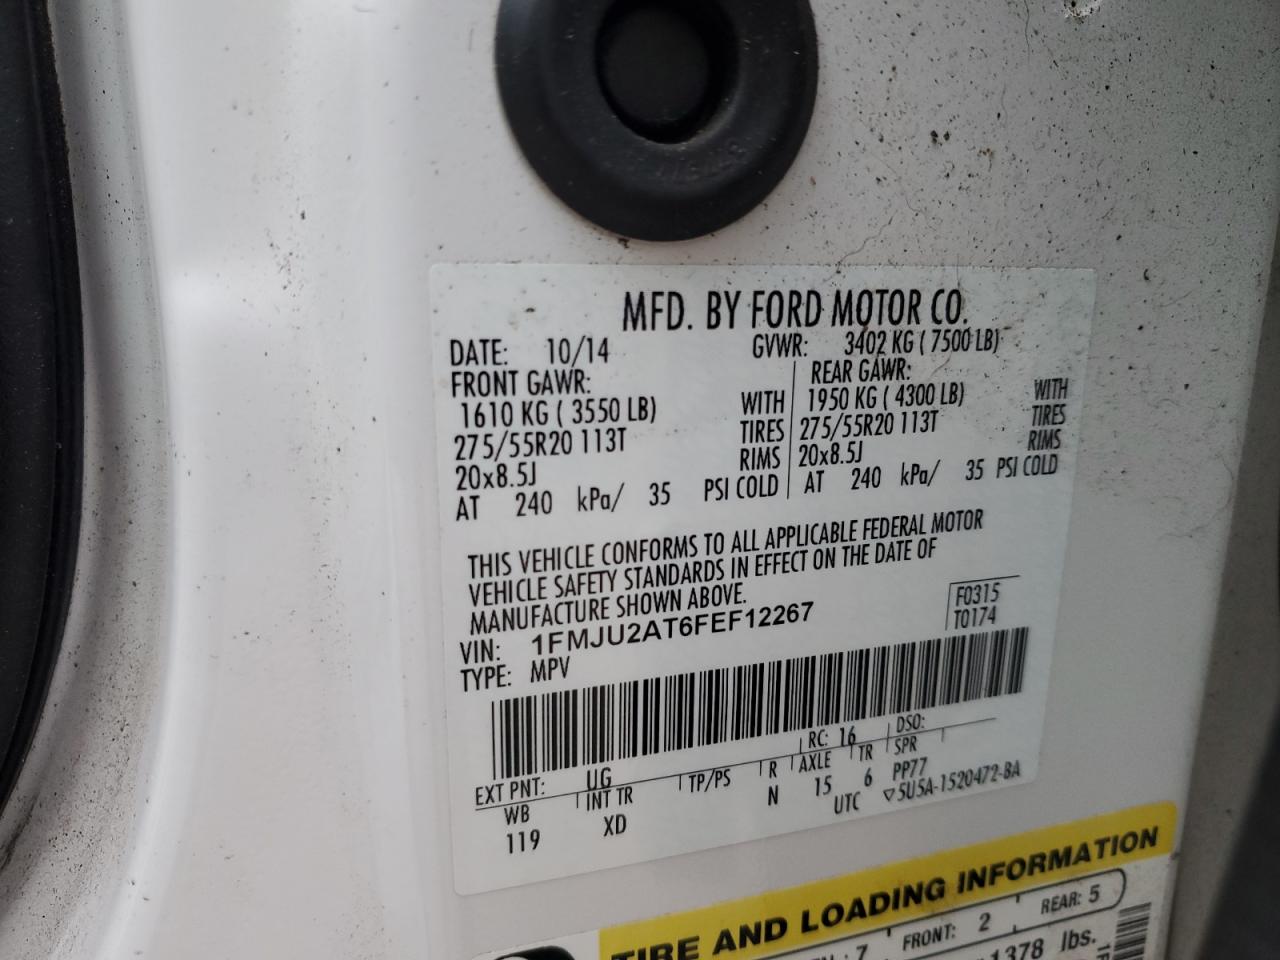 MFD. BY FORD MOTOR CO.
DATE: 10/14 GVWR: 3402 KG ( 7500 LB)
FRONT GAWR: REAR GAWR:
1610 KG ( 3550 LB) WITH 1950 KG ( 4300 LB) WITH
275/55R20 113T TIRES 275/55R20 113T TIRES
20x8.5J RIMS 20x8.5J RIMS
AT 240 kPa/ 35 PSI COLD AT 240 kPa/ 35 PSI COLD
THIS VEHICLE CONFORMS TO ALL APPLICABLE FEDERAL MOTOR
VEHICLE SAFETY STANDARDS IN EFFECT ON THE DATE OF
MANUFACTURE SHOWN ABOVE.
VIN: 1FMJU2AT6FEF12267 F0315
TYPE: MPV T0174
EXT PNT: UG RC: 16 DSO:
WB INT TR TP/PS R AXLE TR SPR
119 XD N 15 6 PP77
UTC ▽5U5A-1520472-BA
TIRE AND LOADING INFORMATION
7 FRONT: 2 REAR: 5
1378 lbs.